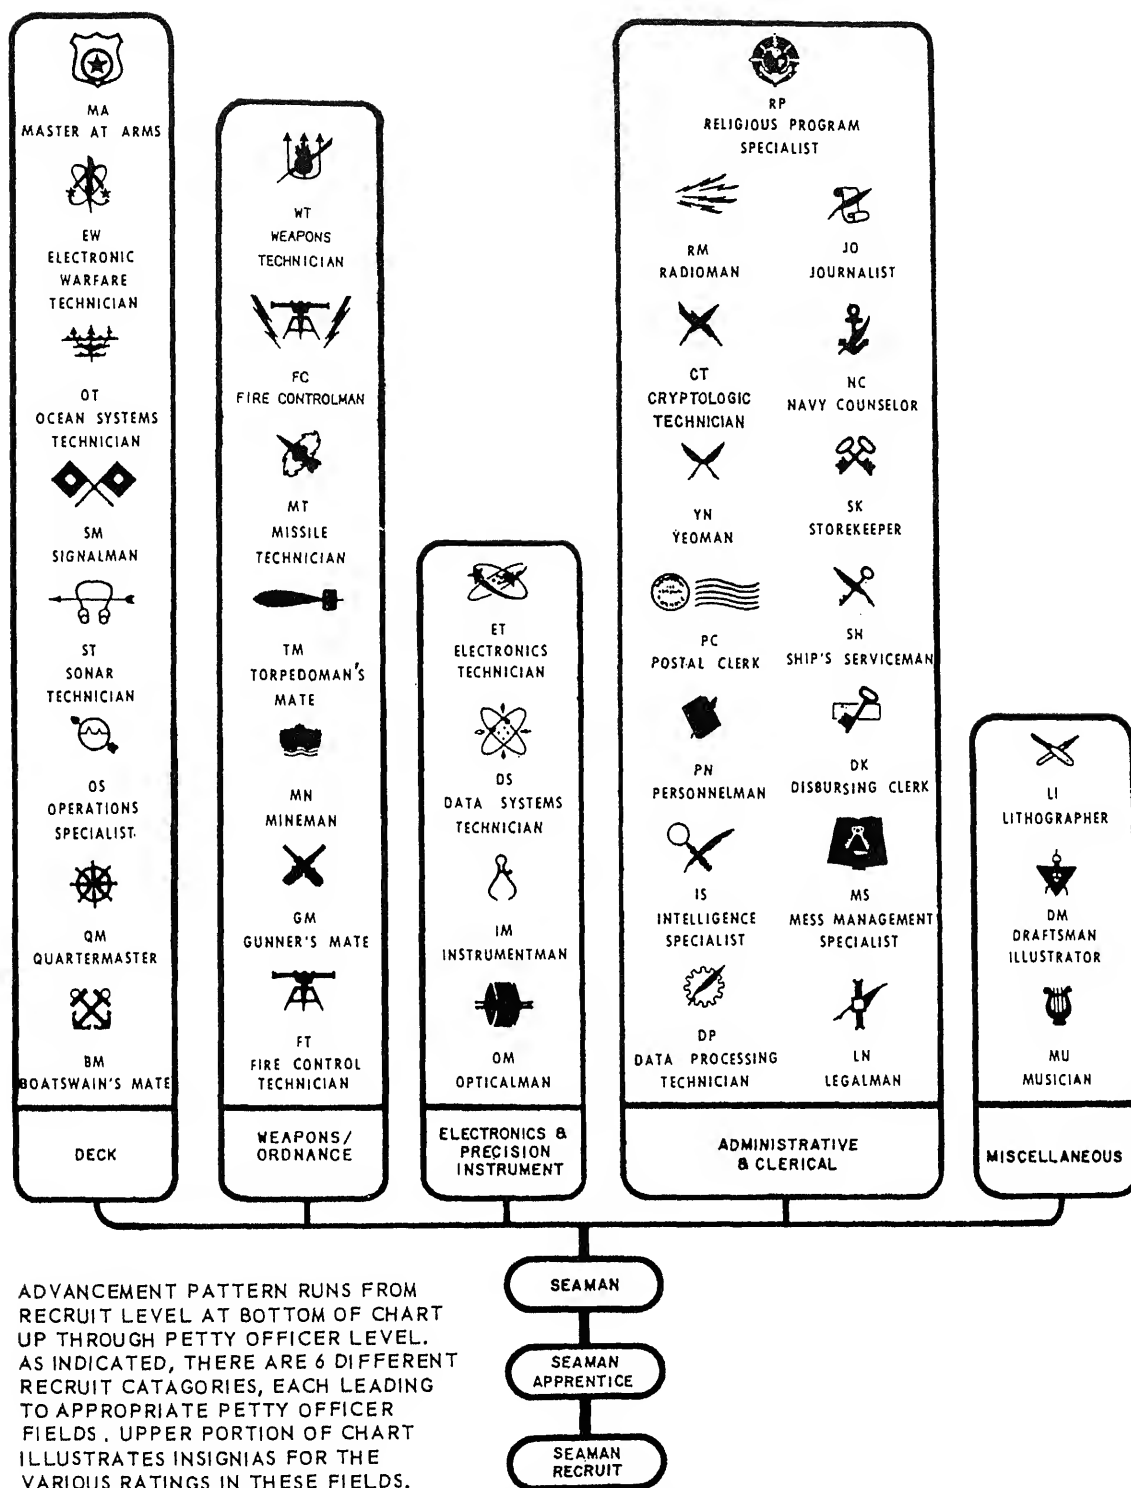 MA
MASTER AT ARMS
EW
ELECTRONIC
WARFARE
TECHNICIAN
OT
OCEAN SYSTEMS
TECHNICIAN
SM
SIGNALMAN
ST
SONAR
TECHNICIAN
OS
OPERATIONS
SPECIALIST
QM
QUARTERMASTER
BM
BOATSWAIN'S MATE
DECK
WT
WEAPONS
TECHNICIAN
FC
FIRE CONTROLMAN
MT
MISSILE
TECHNICIAN
TM
TORPEDOMAN'S
MATE
MN
MINEMAN
GM
GUNNER'S MATE
FT
FIRE CONTROL
TECHNICIAN
WEAPONS/
ORDNANCE
ET
ELECTRONICS
TECHNICIAN
DS
DATA SYSTEMS
TECHNICIAN
IM
INSTRUMENTMAN
OM
OPTICALMAN
ELECTRONICS &
PRECISION
INSTRUMENT
RP
RELIGIOUS PROGRAM
SPECIALIST
RM
RADIOMAN
CT
CRYPTOLOGIC
TECHNICIAN
YN
YEOMAN
PC
POSTAL CLERK
PN
PERSONNELMAN
IS
INTELLIGENCE
SPECIALIST
DP
DATA PROCESSING
TECHNICIAN
JO
JOURNALIST
NC
NAVY COUNSELOR
SK
STOREKEEPER
SH
SHIP'S SERVICEMAN
DK
DISBURSING CLERK
MS
MESS MANAGEMENT
SPECIALIST
LN
LEGALMAN
ADMINISTRATIVE
& CLERICAL
LI
LITHOGRAPHER
DM
DRAFTSMAN
ILLUSTRATOR
MU
MUSICIAN
MISCELLANEOUS
SEAMAN
SEAMAN
APPRENTICE
SEAMAN
RECRUIT
ADVANCEMENT PATTERN RUNS FROM
RECRUIT LEVEL AT BOTTOM OF CHART
UP THROUGH PETTY OFFICER LEVEL.
AS INDICATED, THERE ARE 6 DIFFERENT
RECRUIT CATAGORIES, EACH LEADING
TO APPROPRIATE PETTY OFFICER
FIELDS. UPPER PORTION OF CHART
ILLUSTRATES INSIGNIAS FOR THE
VARIOUS RATINGS IN THESE FIELDS.